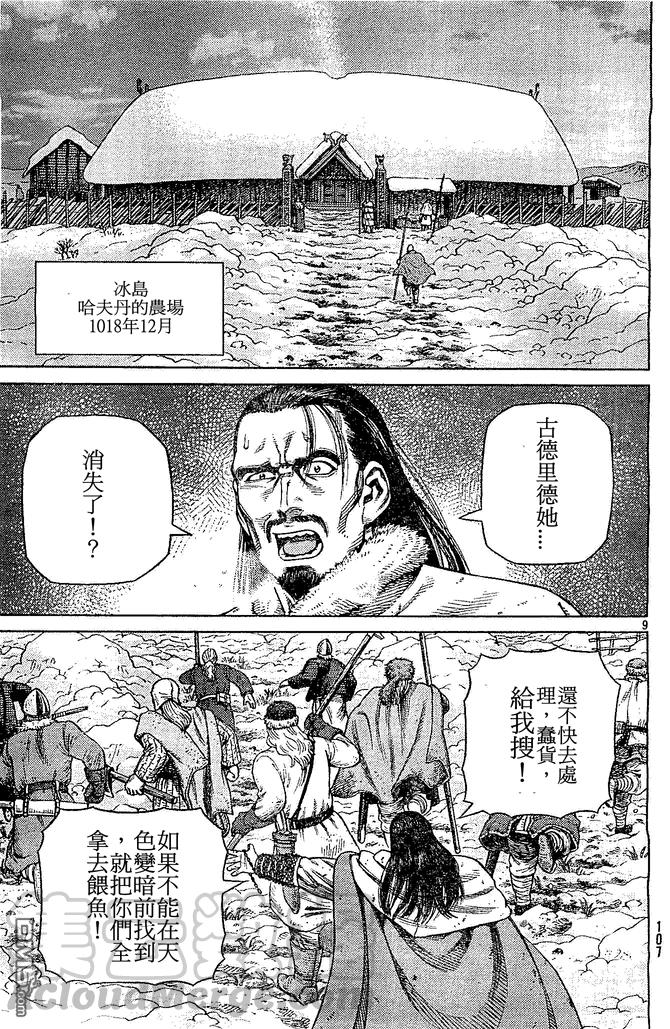 冰島
哈夫丹的農場
1018年12月
古德里德她‥‥
消失了!?
9
還不快去處
理，蠢貨，
給我搜！
如果不能在天
色變暗前找到
，就把你們全
拿去餵魚！
107